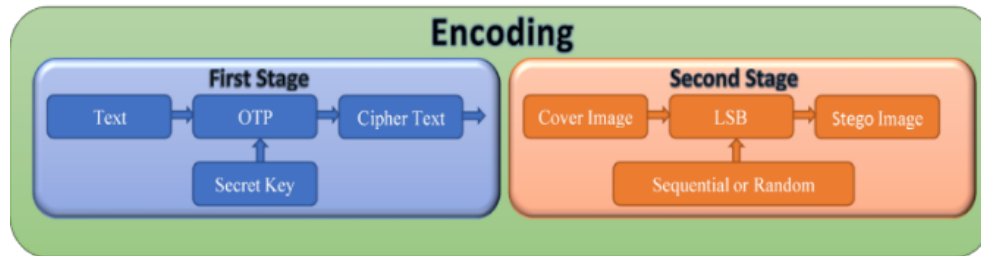 Encoding
First Stage
Text
OTP
Cipher Text
Secret Key
Second Stage
Cover Image
LSB
Stego Image
Sequential or Random